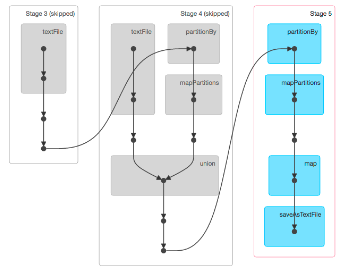 Stage 3 (skipped)
textFile
Stage 4 (skipped)
textFile
partitionBy
mapPartitions
union
Stage 5
partitionBy
mapPartitions
map
saveAsTextFile